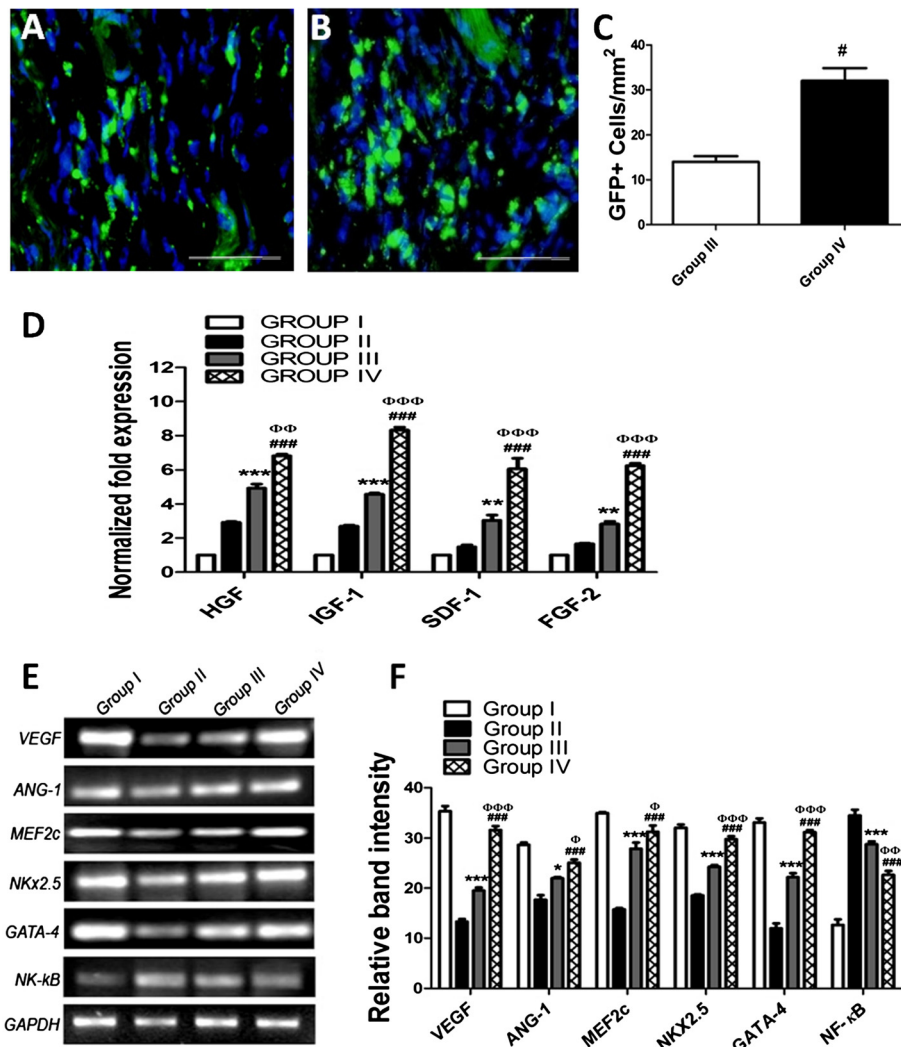 A
B
C
GFP+ Cells/mm²
40
30
20
10
0
#
Group III
Group IV
D
GROUP I
GROUP II
GROUP III
GROUP IV
Normalized fold expression
12
10
8
6
4
2
0
*** ΦΦ ###
*** ΦΦΦ ###
** ΦΦΦ ###
** ΦΦΦ ###
HGF
IGF-1
SDF-1
FGF-2
E
Group I
Group II
Group III
Group IV
VEGF
ANG-1
MEF2c
NKx2.5
GATA-4
NK-kB
GAPDH
F
Group I
Group II
Group III
Group IV
Relative band intensity
40
30
20
10
0
*** ΦΦΦ ###
* Φ ###
*** Φ ###
*** ΦΦΦ ###
*** ΦΦΦ ###
*** ΦΦ ###
VEGF
ANG-1
MEF2c
NKX2.5
GATA-4
NF-κB